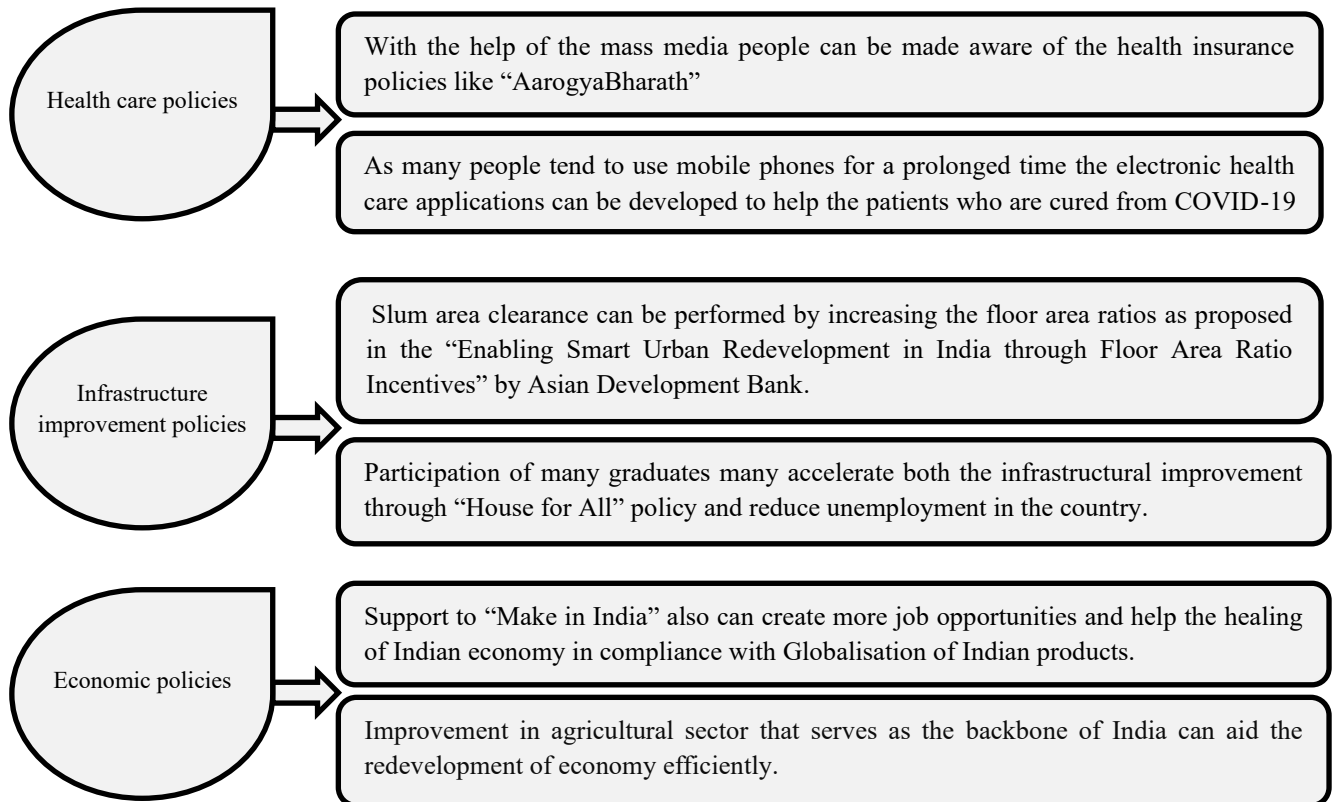 Health care policies
With the help of the mass media people can be made aware of the health insurance
policies like “AarogyaBharath”
As many people tend to use mobile phones for a prolonged time the electronic health
care applications can be developed to help the patients who are cured from COVID-19
Infrastructure
improvement policies
Slum area clearance can be performed by increasing the floor area ratios as proposed
in the “Enabling Smart Urban Redevelopment in India through Floor Area Ratio
Incentives” by Asian Development Bank.
Participation of many graduates many accelerate both the infrastructural improvement
through “House for All” policy and reduce unemployment in the country.
Economic policies
Support to “Make in India” also can create more job opportunities and help the healing
of Indian economy in compliance with Globalisation of Indian products.
Improvement in agricultural sector that serves as the backbone of India can aid the
redevelopment of economy efficiently.